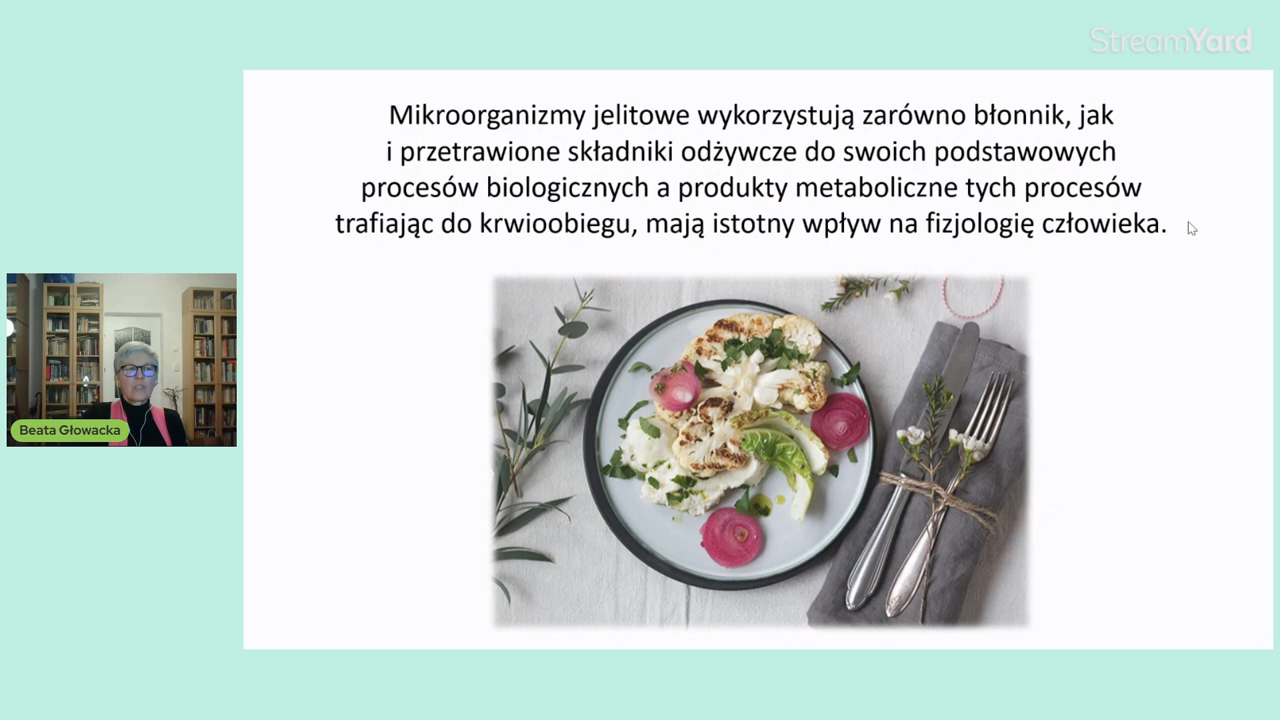 StreamYard
Mikroorganizmy jelitowe wykorzystują zarówno błonnik, jak
i przetrawione składniki odżywcze do swoich podstawowych
procesów biologicznych a produkty metaboliczne tych procesów
trafiając do krwioobiegu, mają istotny wpływ na fizjologię człowieka.
Beata Głowacka